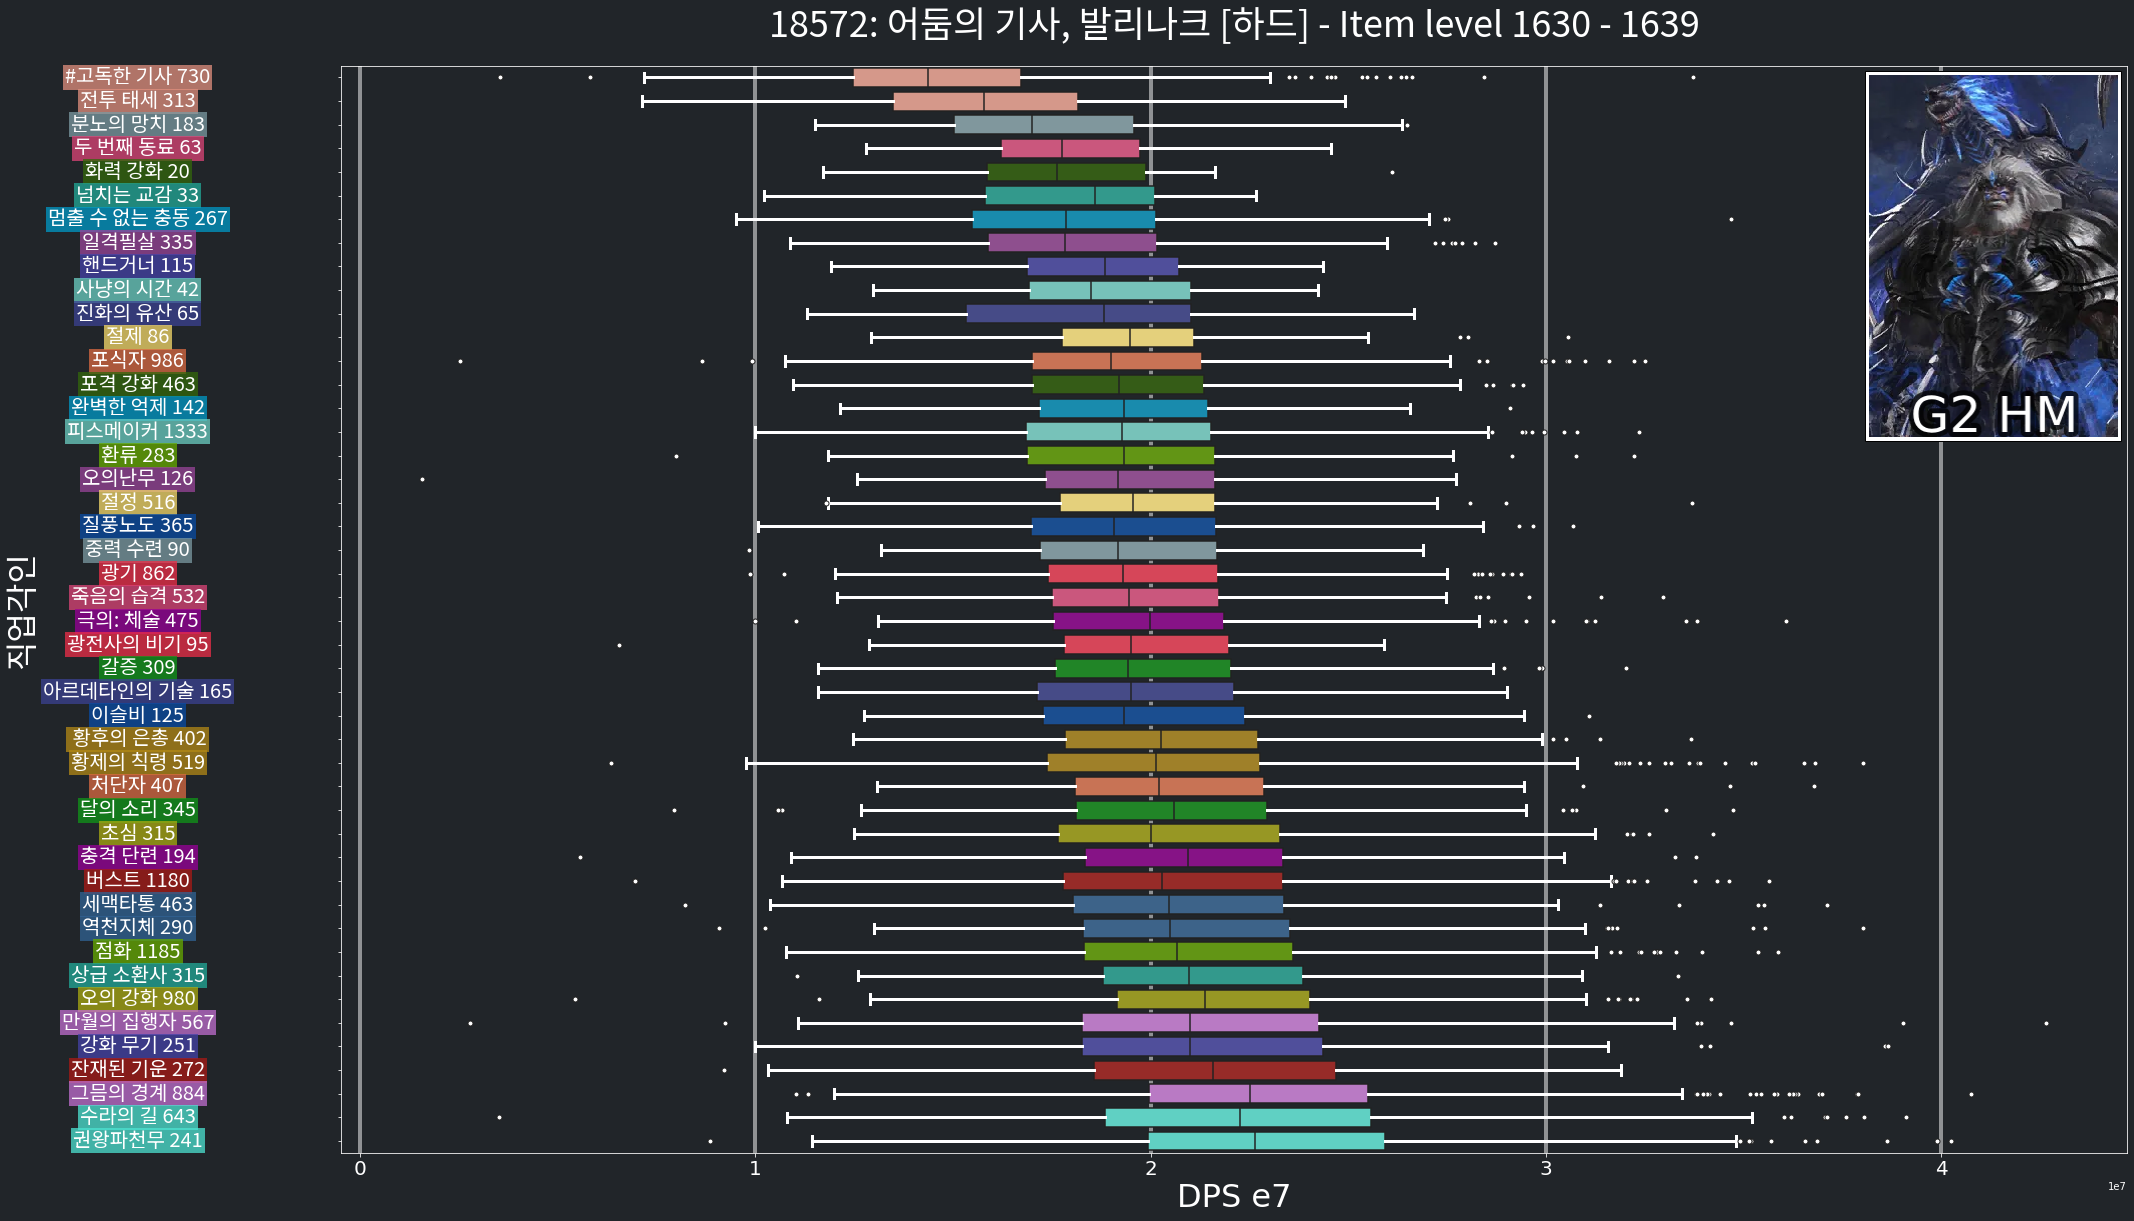 18572: 어둠의 기사, 발리나크 [하드] - Item level 1630 - 1639
#고독한 기사 730
전투 태세 313
분노의 망치 183
두 번째 동료 63
화력 강화 20
넘치는 교감 33
멈출 수 없는 충동 267
일격필살 335
핸드거너 115
사냥의 시간 42
진화의 유산 65
절제 86
포식자 986
포격 강화 463
완벽한 억제 142
피스메이커 1333
환류 283
오의난무 126
절정 516
질풍노도 365
중력 수련 90
광기 862
죽음의 습격 532
극의: 체술 475
광전사의 비기 95
갈증 309
아르데타인의 기술 165
이슬비 125
황후의 은총 402
황제의 칙령 519
처단자 407
달의 소리 345
초심 315
충격 단련 194
버스트 1180
세맥타통 463
역천지체 290
점화 1185
상급 소환사 315
오의 강화 980
만월의 집행자 567
강화 무기 251
잔재된 기운 272
그믐의 경계 884
수라의 길 643
권왕파천무 241
직업각인
G2 HM
0 1 2 3 4
DPS e7
1e7